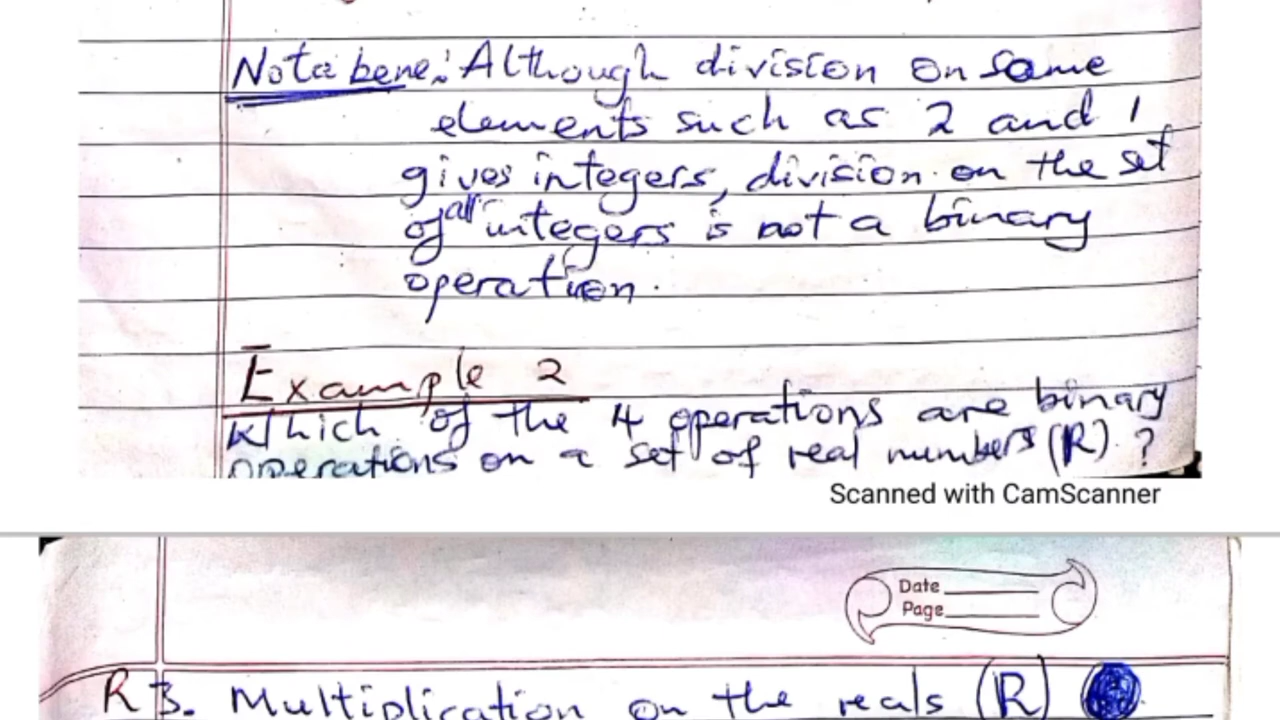 Nota bene: Although division on some
elements such as 2 and 1
gives integers, division on the set
of all integers is not a binary
operation.
Example 2
Which of the 4 operations are binary
operations on a set of real numbers (R) ?
Scanned with CamScanner
Date
Page
R 3. Multiplication on the reals (R)